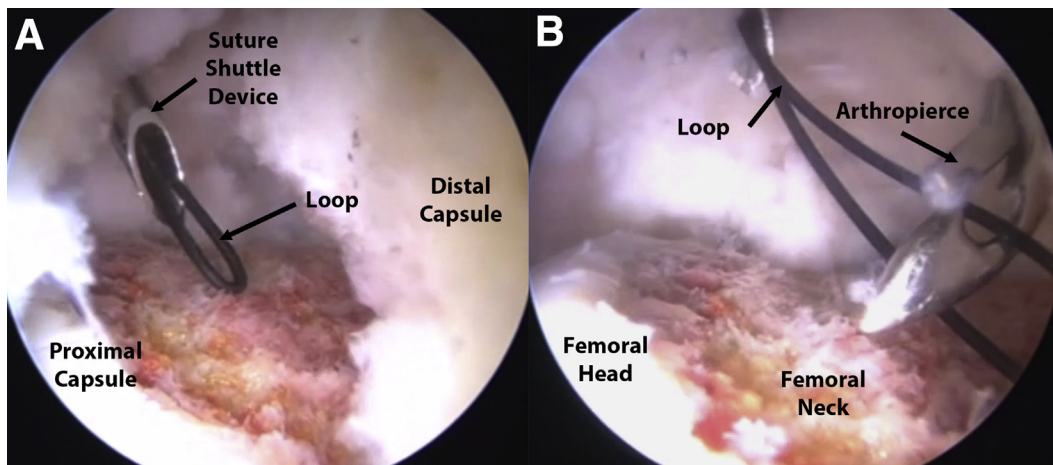 A
Suture
Shuttle
Device
Loop
Distal
Capsule
Proximal
Capsule
B
Loop
Arthropierce
Femoral
Head
Femoral
Neck